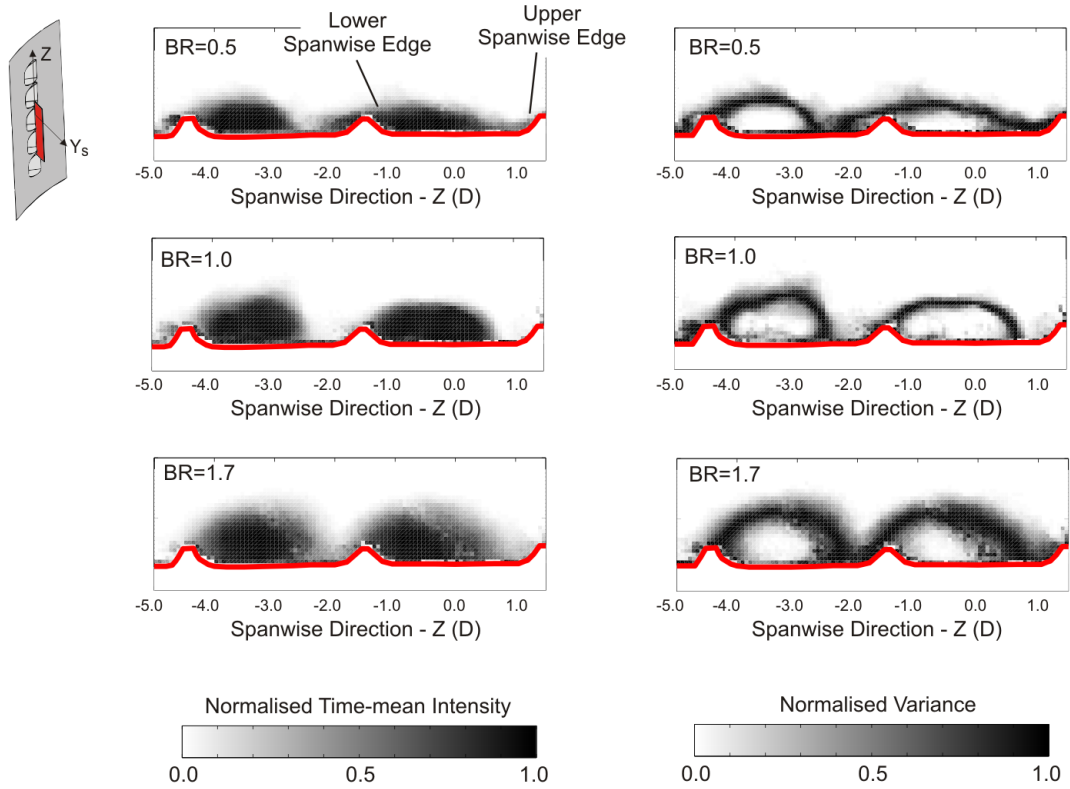 Z
Y_S
Lower
Spanwise Edge
Upper
Spanwise Edge
BR=0.5
-5.0 -4.0 -3.0 -2.0 -1.0 0.0 1.0
Spanwise Direction - Z (D)
BR=0.5
-5.0 -4.0 -3.0 -2.0 -1.0 0.0 1.0
Spanwise Direction - Z (D)
BR=1.0
-5.0 -4.0 -3.0 -2.0 -1.0 0.0 1.0
Spanwise Direction - Z (D)
BR=1.0
-5.0 -4.0 -3.0 -2.0 -1.0 0.0 1.0
Spanwise Direction - Z (D)
BR=1.7
-5.0 -4.0 -3.0 -2.0 -1.0 0.0 1.0
Spanwise Direction - Z (D)
BR=1.7
-5.0 -4.0 -3.0 -2.0 -1.0 0.0 1.0
Spanwise Direction - Z (D)
Normalised Time-mean Intensity
0.0 0.5 1.0
Normalised Variance
0.0 0.5 1.0